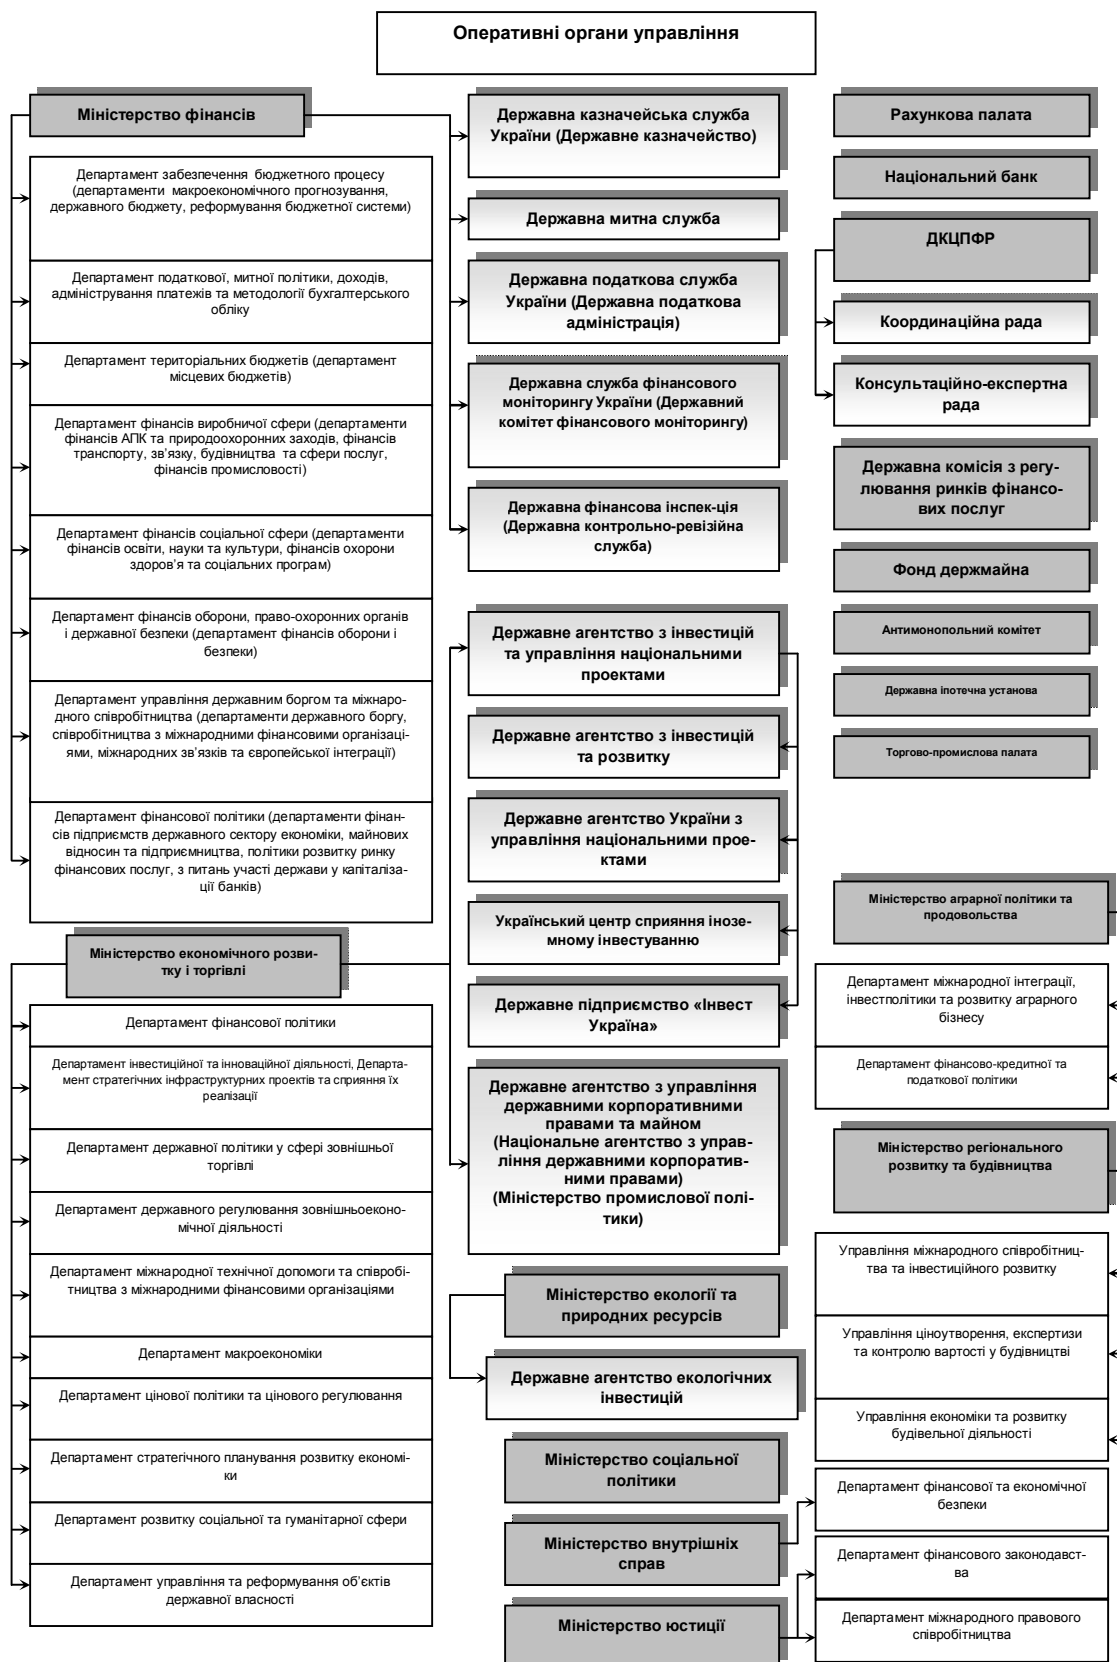 Оперативні органи управління
Міністерство фінансів
Департамент забезпечення бюджетного процесу
(департаменти макроекономічного прогнозування,
державного бюджету, реформування бюджетної системи)
Департамент податкової, митної політики, доходів,
адміністрування платежів та методології бухгалтерського
обліку
Департамент територіальних бюджетів (департамент
місцевих бюджетів)
Департамент фінансів виробничої сфери (департаменти
фінансів АПК та природоохоронних заходів, фінансів
транспорту, зв’язку, будівництва та сфери послуг,
фінансів промисловості)
Департамент фінансів соціальної сфери (департаменти
фінансів освіти, науки та культури, фінансів охорони
здоров’я та соціальних програм)
Департамент фінансів оборони, право-охоронних органів
і державної безпеки (департамент фінансів оборони і
безпеки)
Департамент управління державним боргом та міжнаро-
дного співробітництва (департаменти державного боргу,
співробітництва з міжнародними фінансовими організаці-
ями, міжнародних зв’язків та європейської інтеграції)
Департамент фінансової політики (департаменти фінан-
сів підприємств державного сектору економіки, майнових
відносин та підприємництва, політики розвитку ринку
фінансових послуг, з питань участі держави у капіталіза-
ції банків)
Міністерство економічного розви-
тку і торгівлі
Департамент фінансової політики
Департамент інвестиційної та інноваційної діяльності, Департа-
мент стратегічних інфраструктурних проектів та сприяння їх
реалізації
Департамент державної політики у сфері зовнішньої
торгівлі
Департамент державного регулювання зовнішньоеконо-
мічної діяльності
Департамент міжнародної технічної допомоги та співробі-
тництва з міжнародними фінансовими організаціями
Департамент макроекономіки
Департамент цінової політики та цінового регулювання
Департамент стратегічного планування розвитку економі-
ки
Департамент розвитку соціальної та гуманітарної сфери
Департамент управління та реформування об’єктів
державної власності
Державна казначейська служба
України (Державне казначейство)
Державна митна служба
Державна податкова служба
України (Державна податкова
адміністрація)
Державна служба фінансового
моніторингу України (Державний
комітет фінансового моніторингу)
Державна фінансова інспек-ція
(Державна контрольно-ревізійна
служба)
Державне агентство з інвестицій
та управління національними
проектами
Державне агентство з інвестицій
та розвитку
Державне агентство України з
управління національними прое-
ктами
Український центр сприяння інозе-
мному інвестуванню
Державне підприємство «Інвест
Україна»
Державне агентство з управління
державними корпоративними
правами та майном
(Національне агентство з управ-
ління державними корпоратив-
ними правами)
(Міністерство промислової полі-
тики)
Міністерство екології та
природних ресурсів
Державне агентство екологічних
інвестицій
Міністерство соціальної
політики
Міністерство внутрішніх
справ
Міністерство юстиції
Рахункова палата
Національний банк
ДКЦПФР
Координаційна рада
Консультаційно-експертна
рада
Державна комісія з регу-
лювання ринків фінансо-
вих послуг
Фонд держмайна
Антимонопольний комітет
Державна іпотечна установа
Торгово-промислова палата
Міністерство аграрної політики та
продовольства
Департамент міжнародної інтеграції,
інвестполітики та розвитку аграрного
бізнесу
Департамент фінансово-кредитної та
податкової політики
Міністерство регіонального
розвитку та будівництва
Управління міжнародного співробітниц-
тва та інвестиційного розвитку
Управління ціноутворення, експертизи
та контролю вартості у будівництві
Управління економіки та розвитку
будівельної діяльності
Департамент фінансової та економічної
безпеки
Департамент фінансового законодавст-
ва
Департамент міжнародного правового
співробітництва